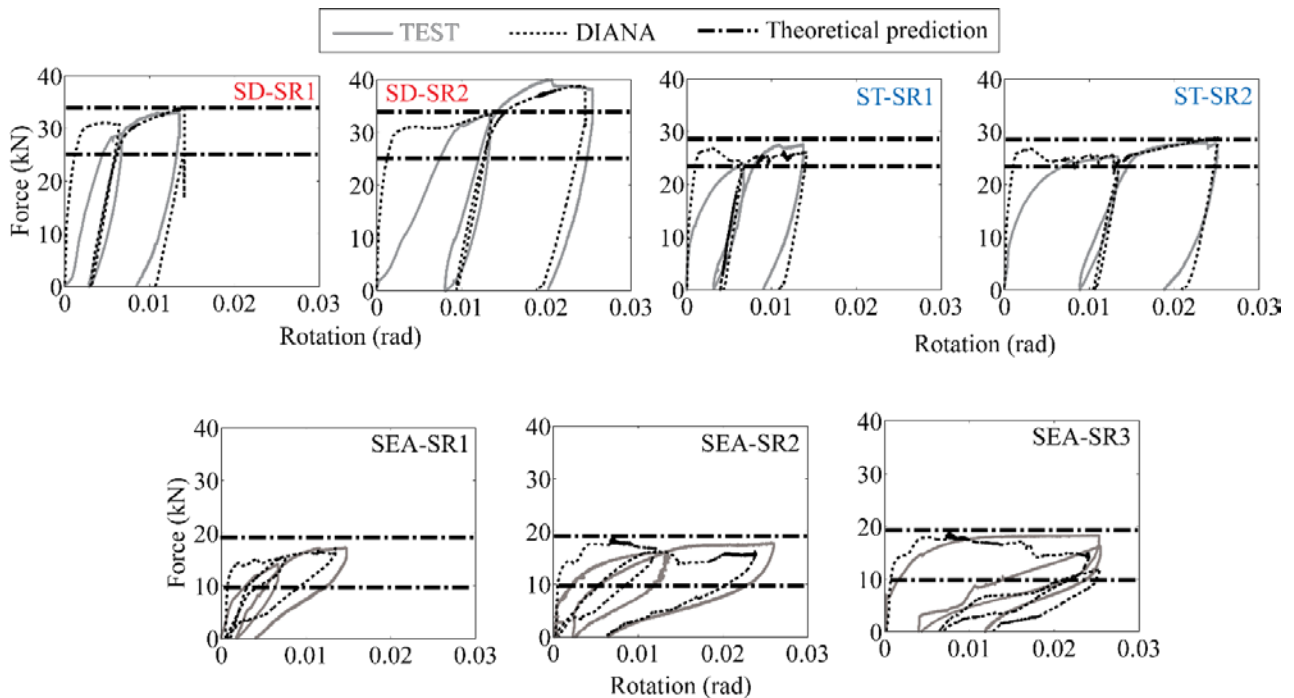 TEST DIANA Theoretical prediction
40 40 40 40
SD-SR1 SD-SR2 ST-SR1 ST-SR2
30 30 30 30
Force (kN)
20 20 20 20
10 10 10 10
0 0 0 0
0 0.01 0.02 0.03 0 0.01 0.02 0.03 0 0.01 0.02 0.03 0 0.01 0.02 0.03
Rotation (rad) Rotation (rad)
40 40 40
SEA-SR1 SEA-SR2 SEA-SR3
30 30 30
Force (kN)
20 20 20
10 10 10
0 0 0
0 0.01 0.02 0.03 0 0.01 0.02 0.03 0 0.01 0.02 0.03
Rotation (rad)